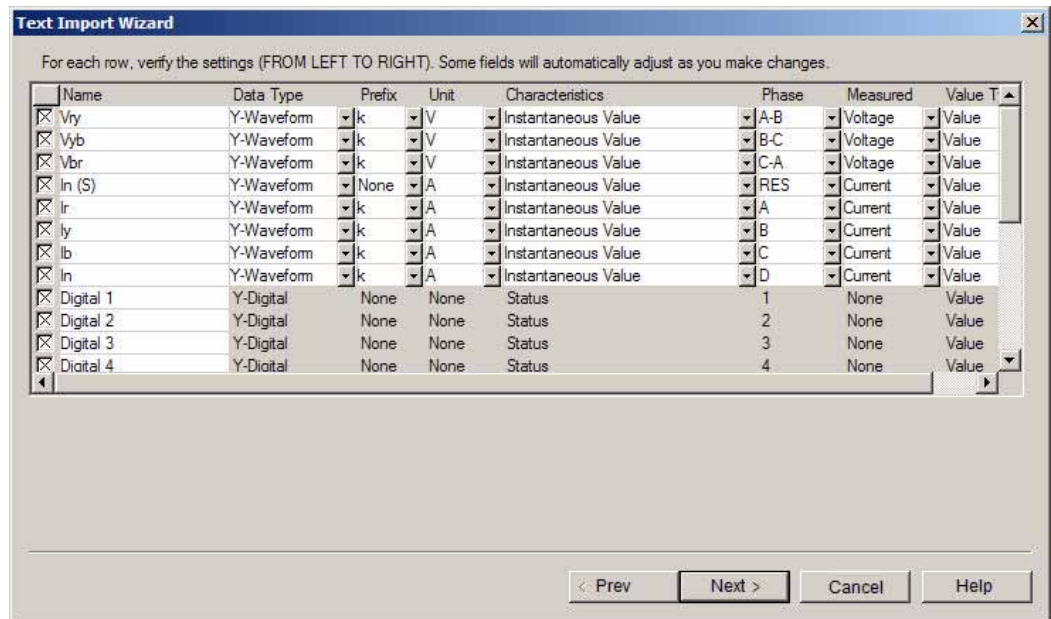 Text Import Wizard
For each row, verify the settings (FROM LEFT TO RIGHT). Some fields will automatically adjust as you make changes.
Name Data Type Prefix Unit Characteristics Phase Measured Value T
Vry Y-Waveform k V Instantaneous Value A-B Voltage Value
Vyb Y-Waveform k V Instantaneous Value B-C Voltage Value
Vbr Y-Waveform k V Instantaneous Value C-A Voltage Value
In (S) Y-Waveform None A Instantaneous Value RES Current Value
Ir Y-Waveform k A Instantaneous Value A Current Value
Iy Y-Waveform k A Instantaneous Value B Current Value
Ib Y-Waveform k A Instantaneous Value C Current Value
In Y-Waveform k A Instantaneous Value D Current Value
Digital 1 Y-Digital None None Status 1 None Value
Digital 2 Y-Digital None None Status 2 None Value
Digital 3 Y-Digital None None Status 3 None Value
Digital 4 Y-Digital None None Status 4 None Value
< Prev Next > Cancel Help